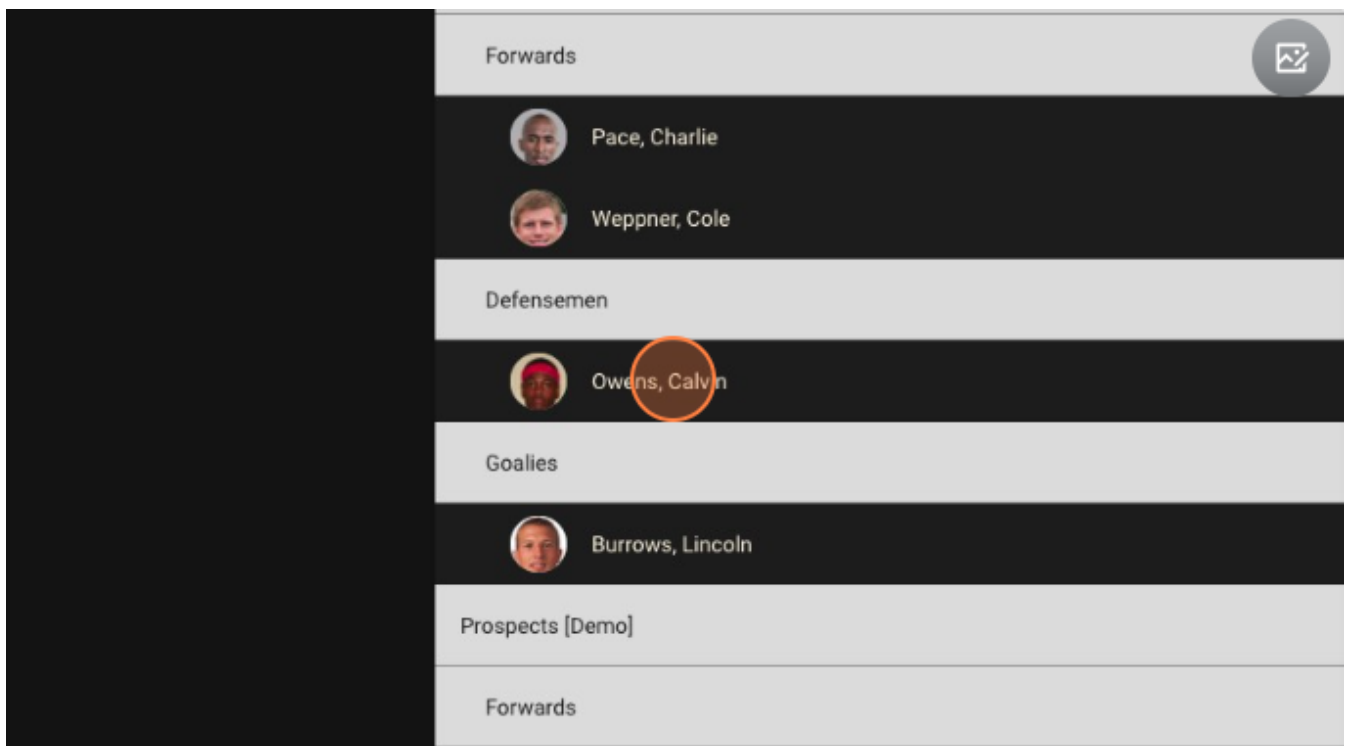 Forwards
Pace, Charlie
Weppner, Cole
Defensemen
Owens, Calvin
Goalies
Burrows, Lincoln
Prospects [Demo]
Forwards